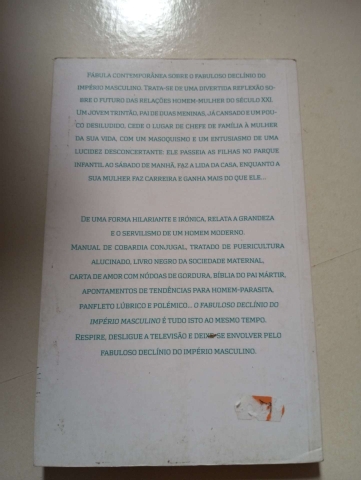 FÁBULA CONTEMPORÂNEA SOBRE O FABULOSO DECLÍNIO DO
IMPÉRIO MASCULINO. TRATA-SE DE UMA DIVERTIDA REFLEXÃO SO-
BRE O FUTURO DAS RELAÇÕES HOMEM-MULHER DO SÉCULO XXI.
UM JOVEM TRINTÃO, PAI DE DUAS MENINAS, JÁ CANSADO E UM POU-
CO DESILUDIDO, CEDE O LUGAR DE CHEFE DE FAMÍLIA À MULHER
DA SUA VIDA, COM UM MASOQUISMO E UM ENTUSIASMO DE UMA
LUCIDEZ DESCONCERTANTE: ELE PASSEIA AS FILHAS NO PARQUE
INFANTIL AO SÁBADO DE MANHÃ, FAZ A LIDA DA CASA, ENQUANTO A
SUA MULHER FAZ CARREIRA E GANHA MAIS DO QUE ELE...
DE UMA FORMA HILARIANTE E IRÓNICA, RELATA A GRANDEZA
E O SERVILISMO DE UM HOMEM MODERNO.
MANUAL DE COBARDIA CONJUGAL, TRATADO DE PUERICULTURA
ALUCINADO, LIVRO NEGRO DA SOCIEDADE MATERNAL,
CARTA DE AMOR COM NÓDOAS DE GORDURA, BÍBLIA DO PAI MÁRTIR,
APONTAMENTOS DE TENDÊNCIAS PARA HOMEM-PARASITA,
PANFLETO LÚBRICO E POLÉMICO... O FABULOSO DECLÍNIO DO
IMPÉRIO MASCULINO É TUDO ISTO AO MESMO TEMPO.
RESPIRE, DESLIGUE A TELEVISÃO E DEIXE-SE ENVOLVER PELO
FABULOSO DECLÍNIO DO IMPÉRIO MASCULINO.